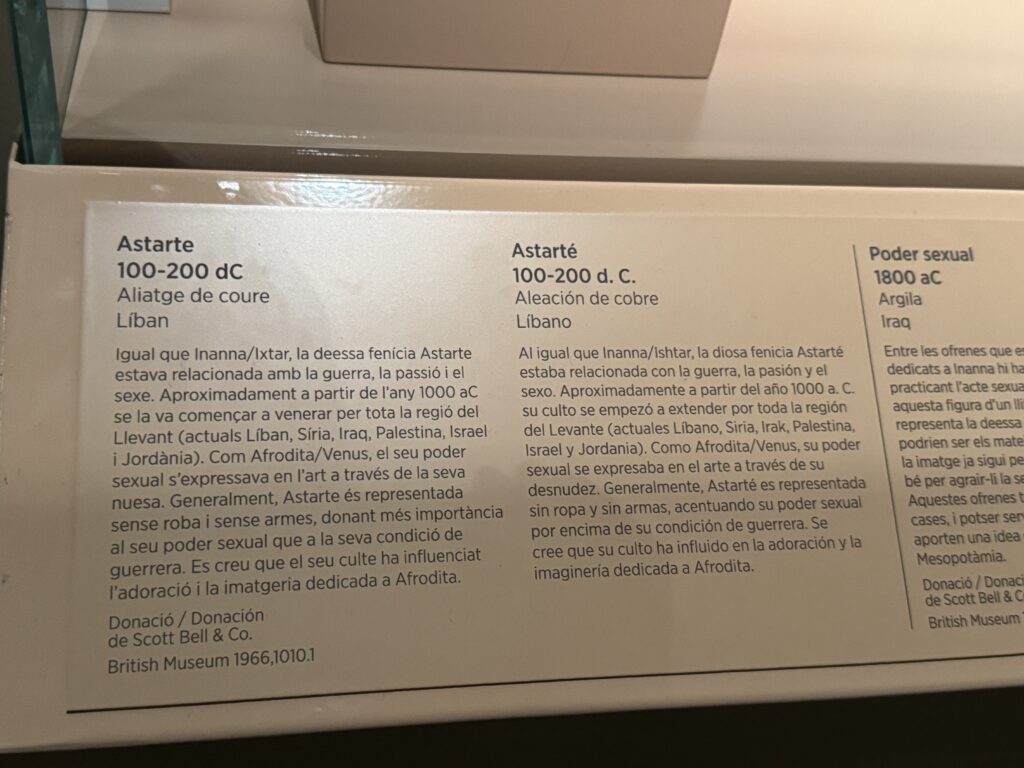 Astarte
100-200 dC
Aliatge de coure
Líban
Igual que Inanna/Ixtar, la deessa fenícia Astarte
estava relacionada amb la guerra, la passió i el
sexe. Aproximadament a partir de l'any 1000 aC
se la va començar a venerar per tota la regió del
Llevant (actuals Líban, Síria, Iraq, Palestina, Israel
i Jordània). Com Afrodita/Venus, el seu poder
sexual s'expressava en l'art a través de la seva
nuesa. Generalment, Astarte és representada
sense roba i sense armes, donant més importància
al seu poder sexual que a la seva condició de
guerrera. Es creu que el seu culte ha influenciat
l'adoració i la imatgeria dedicada a Afrodita.
Donació / Donación
de Scott Bell & Co.
British Museum 1966,1010.1
Astarté
100-200 d. C.
Aleación de cobre
Líbano
Al igual que Inanna/Ishtar, la diosa fenicia Astarté
estaba relacionada con la guerra, la pasión y el
sexo. Aproximadamente a partir del año 1000 a. C.
su culto se empezó a extender por toda la región
del Levante (actuales Líbano, Siria, Irak, Palestina,
Israel y Jordania). Como Afrodita/Venus, su poder
sexual se expresaba en el arte a través de su
desnudez. Generalmente, Astarté es representada
sin ropa y sin armas, acentuando su poder sexual
por encima de su condición de guerrera. Se
cree que su culto ha influido en la adoración y la
imaginería dedicada a Afrodita.
Poder sexual
1800 aC
Argila
Iraq
Entre les ofrenes que
dedicats a Inanna hi
practicant l'acte
aquesta figura d'un
representa la deessa
podrien ser els
la imatge ja sigui
bé per agrair-li la
Aquestes ofrenes
cases, i potser
aporten una idea
Mesopotàmia.
Donació /
de Scott Bell &
British Museum